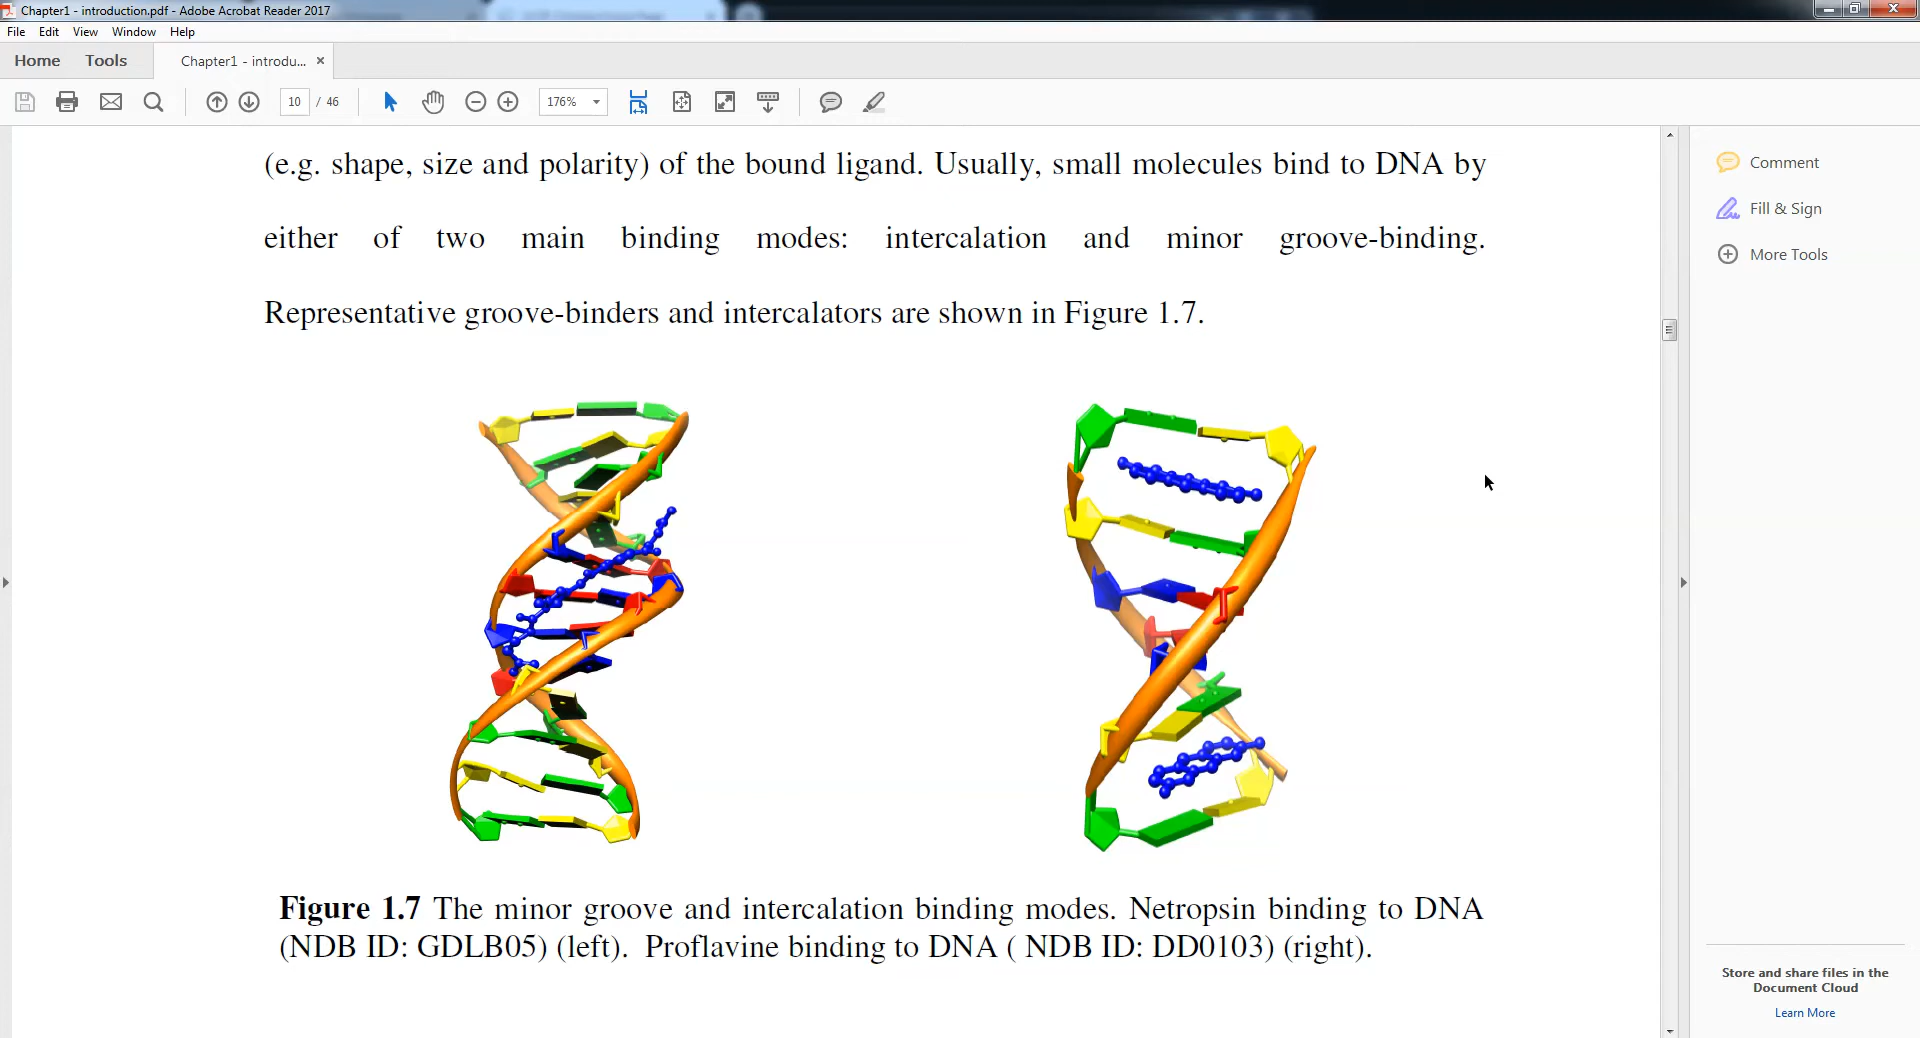 Chapter1 - introduction.pdf - Adobe Acrobat Reader 2017
File Edit View Window Help
Home Tools Chapter1 - introdu... ×
10 / 46 176%
(e.g. shape, size and polarity) of the bound ligand. Usually, small molecules bind to DNA by
either of two main binding modes: intercalation and minor groove-binding.
Representative groove-binders and intercalators are shown in Figure 1.7.
Figure 1.7 The minor groove and intercalation binding modes. Netropsin binding to DNA
(NDB ID: GDLB05) (left). Proflavine binding to DNA ( NDB ID: DD0103) (right).
Comment
Fill & Sign
More Tools
Store and share files in the
Document Cloud
Learn More